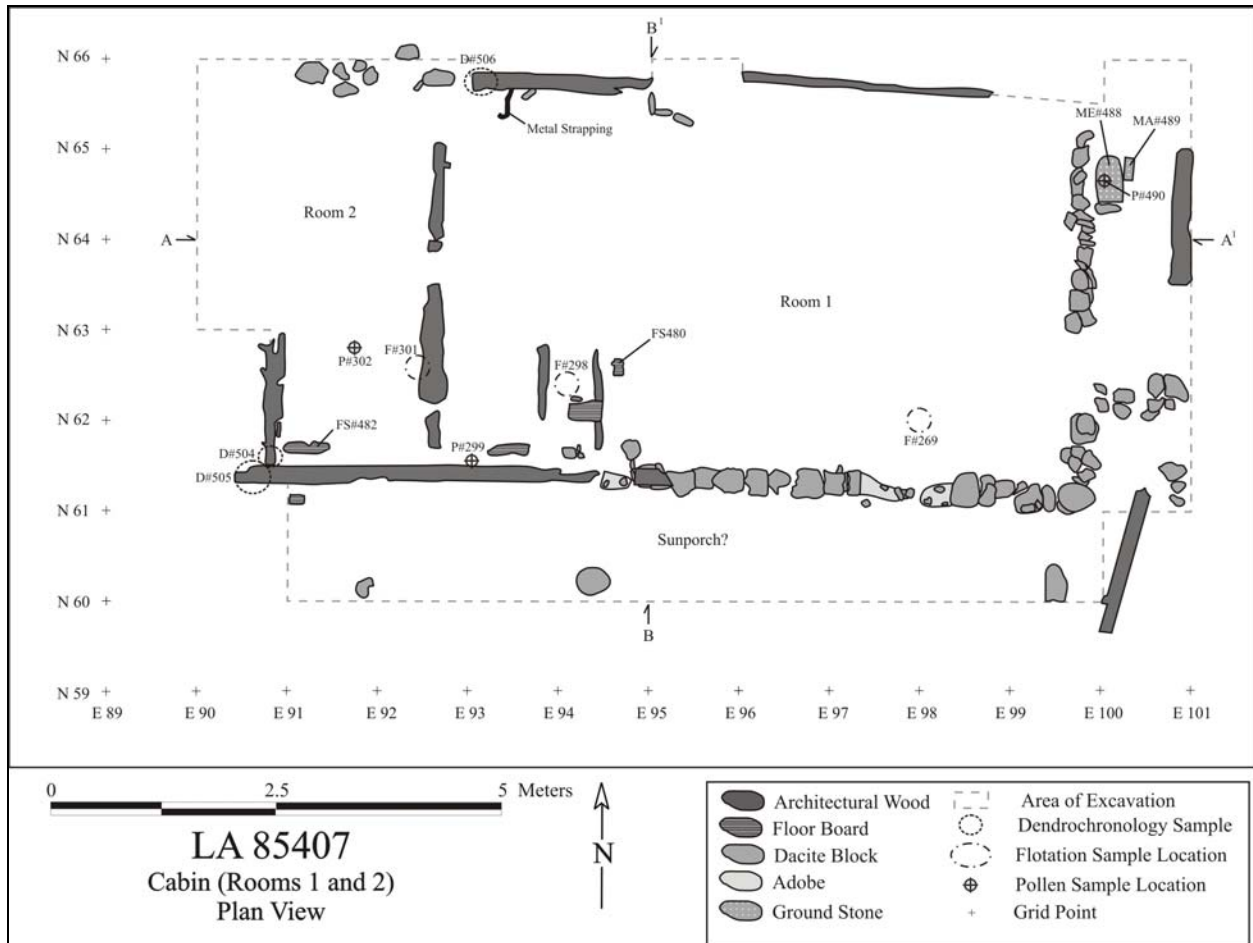 N 66
B¹
D#506
ME#488
MA#489
Metal Strapping
N 65
P#490
Room 2
N 64
A
A¹
Room 1
N 63
P#302
F#301
FS480
F#298
N 62
FS#482
P#299
F#269
D#504
D#505
N 61
Sunporch?
N 60
B
N 59
E 89
E 90
E 91
E 92
E 93
E 94
E 95
E 96
E 97
E 98
E 99
E 100
E 101
0
2.5
5 Meters
LA 85407
Cabin (Rooms 1 and 2)
Plan View
N
Architectural Wood
Floor Board
Dacite Block
Adobe
Ground Stone
Area of Excavation
Dendrochronology Sample
Flotation Sample Location
Pollen Sample Location
Grid Point